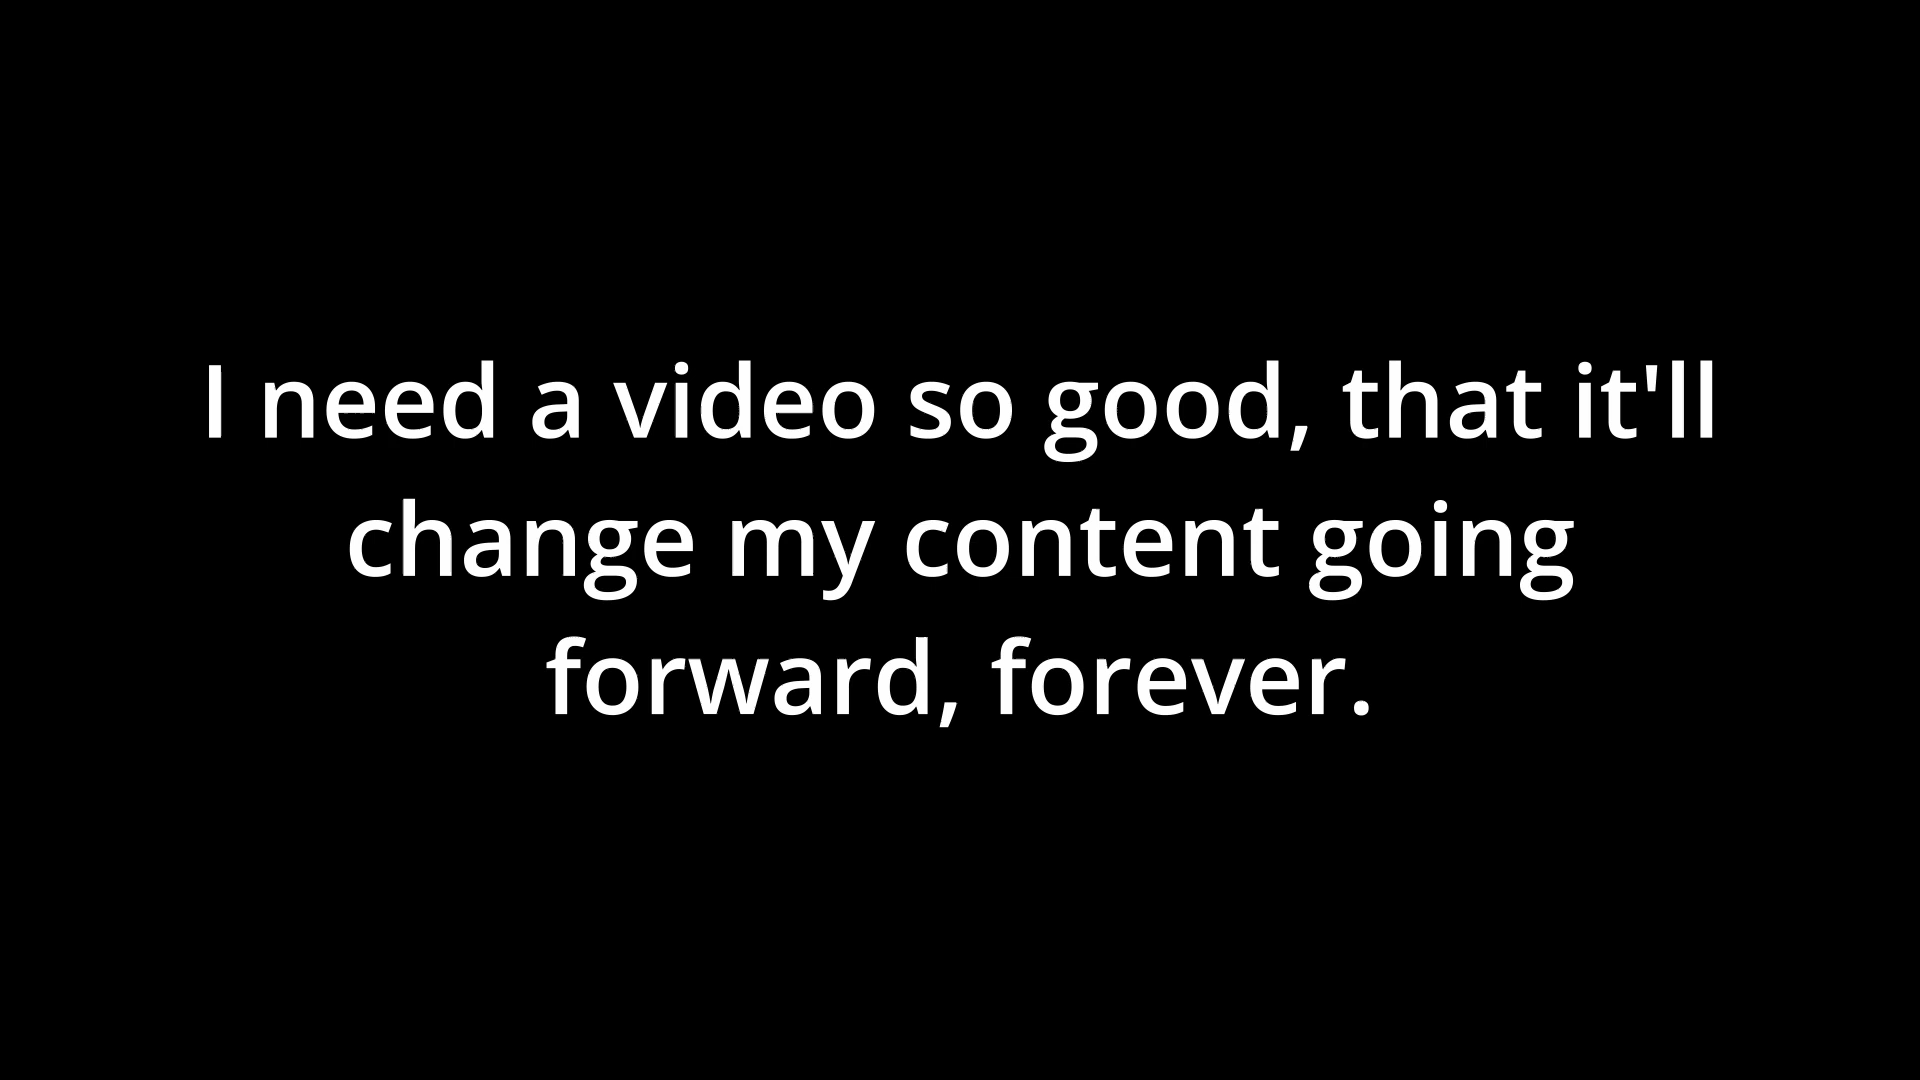 I need a video so good, that it'll
change my content going
forward, forever.